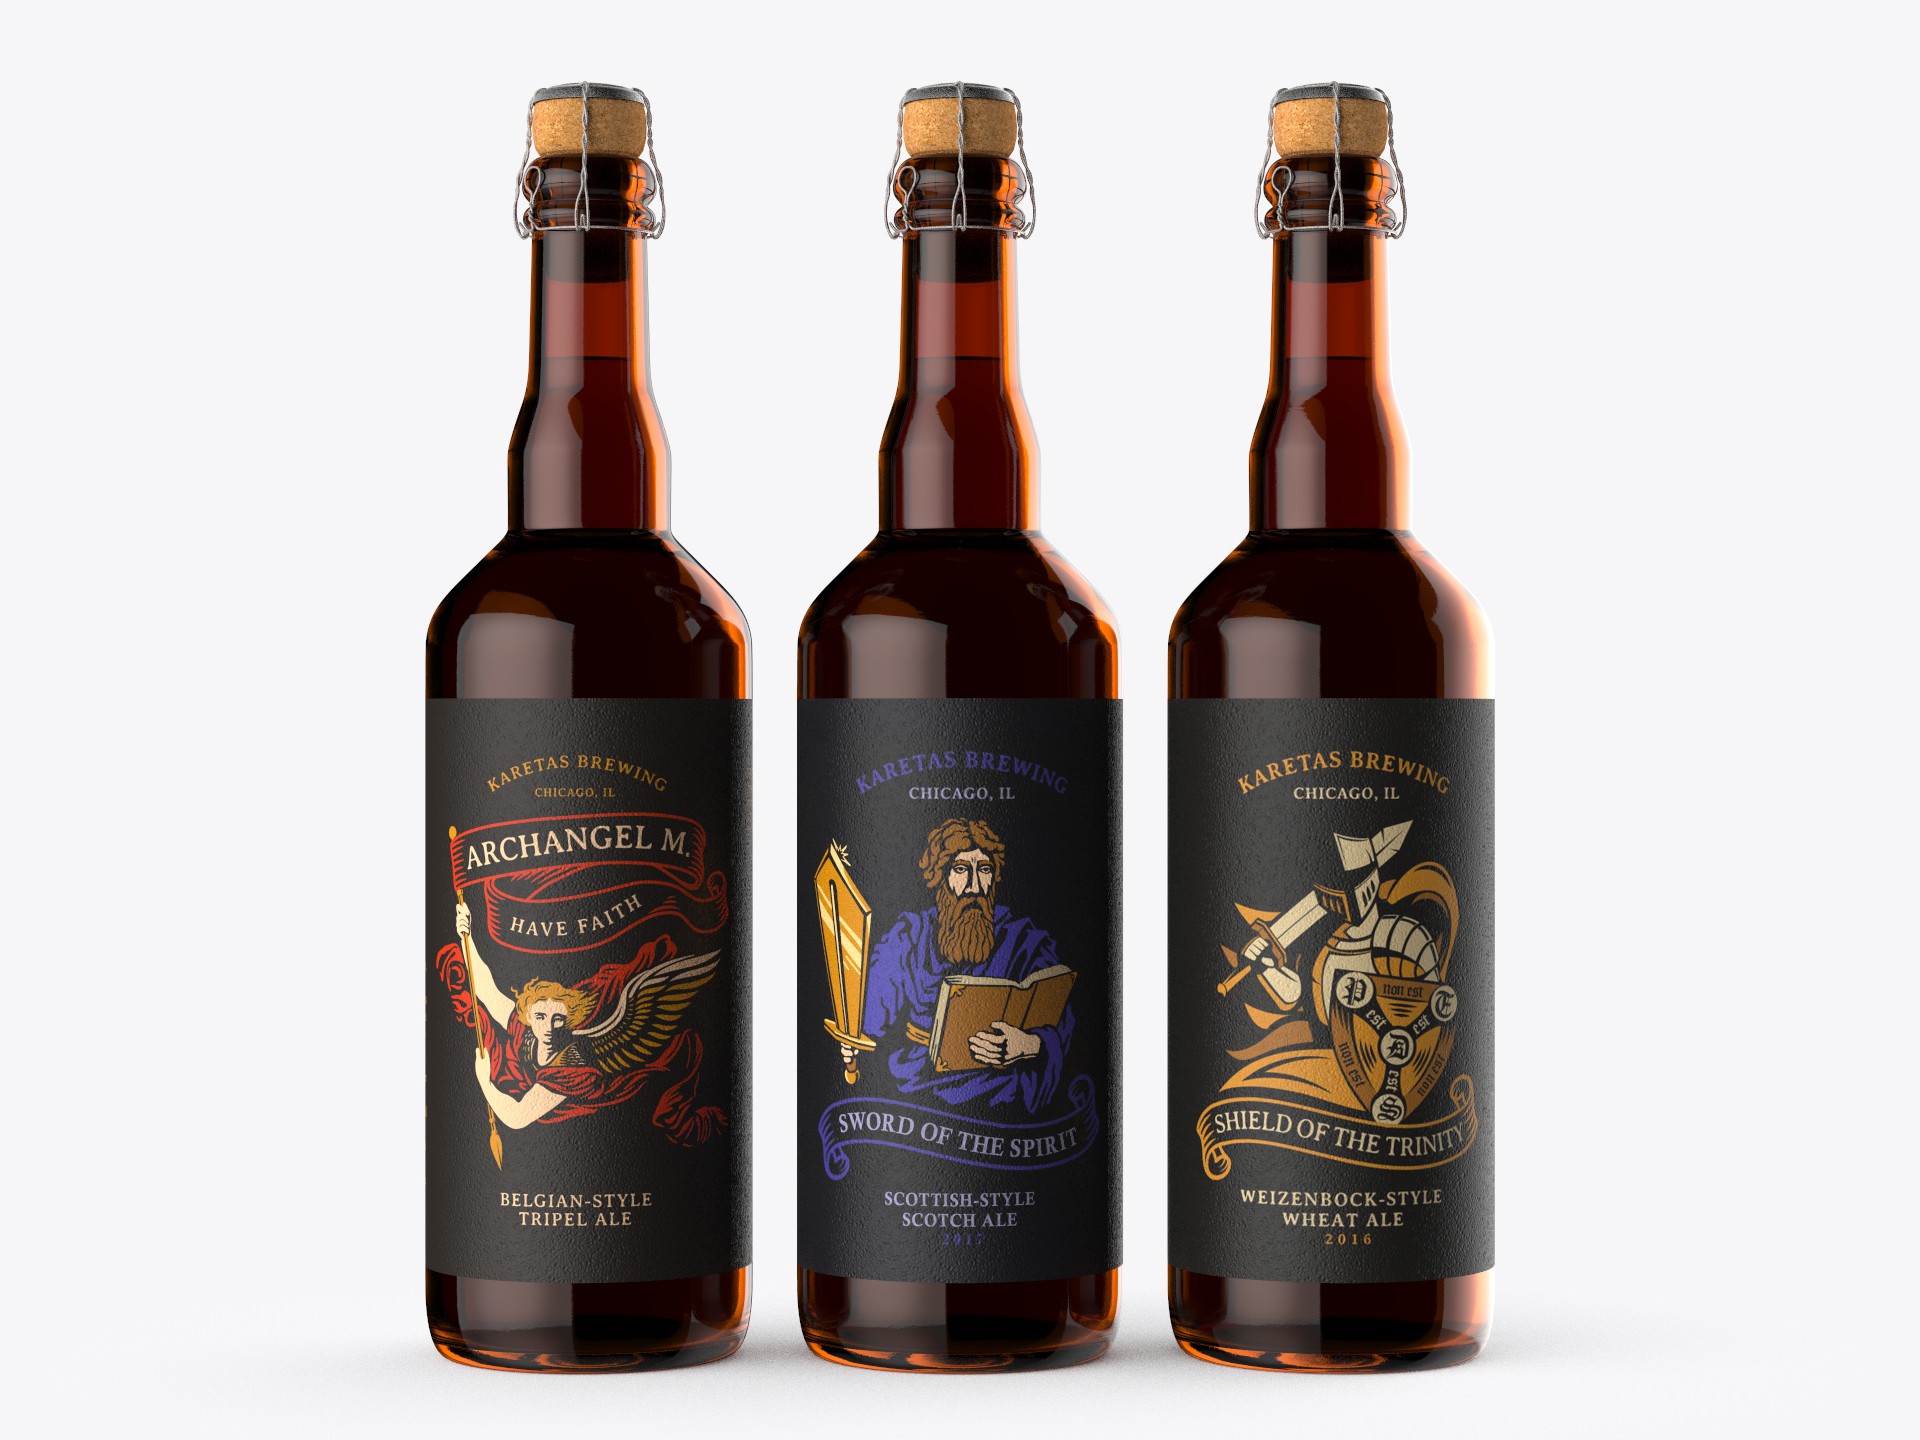 KARETAS BREWING
CHICAGO, IL
ARCHANGEL M.
HAVE FAITH
BELGIAN-STYLE
TRIPEL ALE
KARETAS BREWING
CHICAGO, IL
SWORD OF THE SPIRIT
SCOTTISH-STYLE
SCOTCH ALE
2017
KARETAS BREWING
CHICAGO, IL
P non est F
est est
D
non est est non est
S
SHIELD OF THE TRINITY
WEIZENBOCK-STYLE
WHEAT ALE
2016